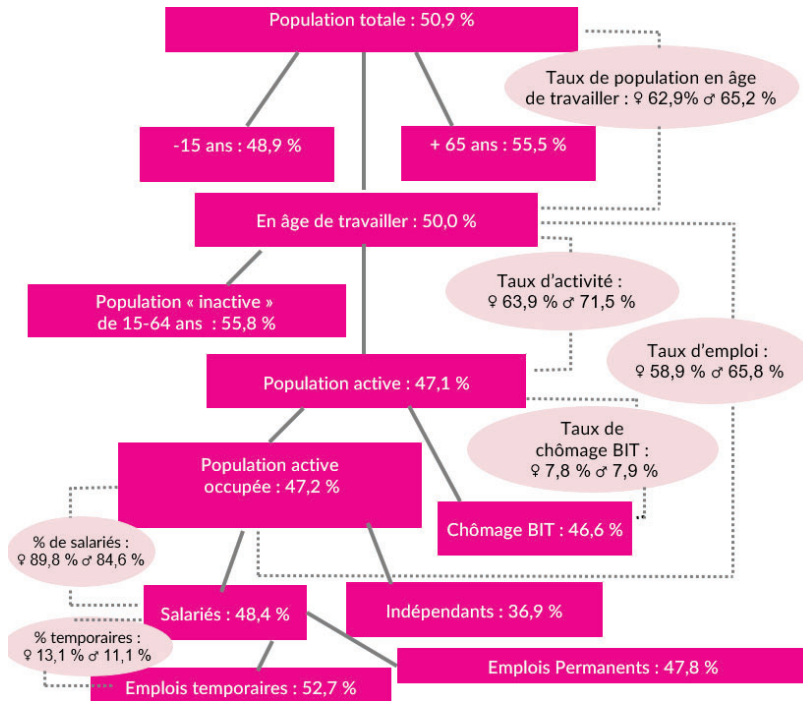 Population totale : 50,9 %
Taux de population en âge
de travailler : ♀ 62,9% ♂ 65,2 %
-15 ans : 48,9 %
+ 65 ans : 55,5 %
En âge de travailler : 50,0 %
Taux d'activité :
♀ 63,9 % ♂ 71,5 %
Population « inactive »
de 15-64 ans : 55,8 %
Taux d'emploi :
♀ 58,9 % ♂ 65,8 %
Population active : 47,1 %
Taux de
chômage BIT :
♀ 7,8 % ♂ 7,9 %
Population active
occupée : 47,2 %
Chômage BIT : 46,6 %
% de salariés :
♀ 89,8 % ♂ 84,6 %
Salariés : 48,4 %
Indépendants : 36,9 %
% temporaires :
♀ 13,1 % ♂ 11,1 %
Emplois Permanents : 47,8 %
Emplois temporaires : 52,7 %